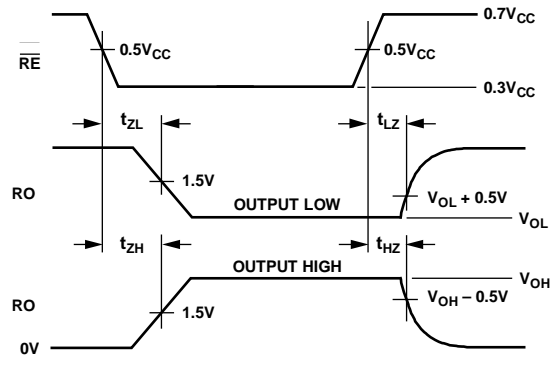 0.7VCC
RE
0.5VCC
0.5VCC
0.3VCC
tZL
tLZ
1.5V
RO
OUTPUT LOW
VOL + 0.5V
VOL
tZH
tHZ
OUTPUT HIGH
VOH
RO
1.5V
VOH – 0.5V
0V